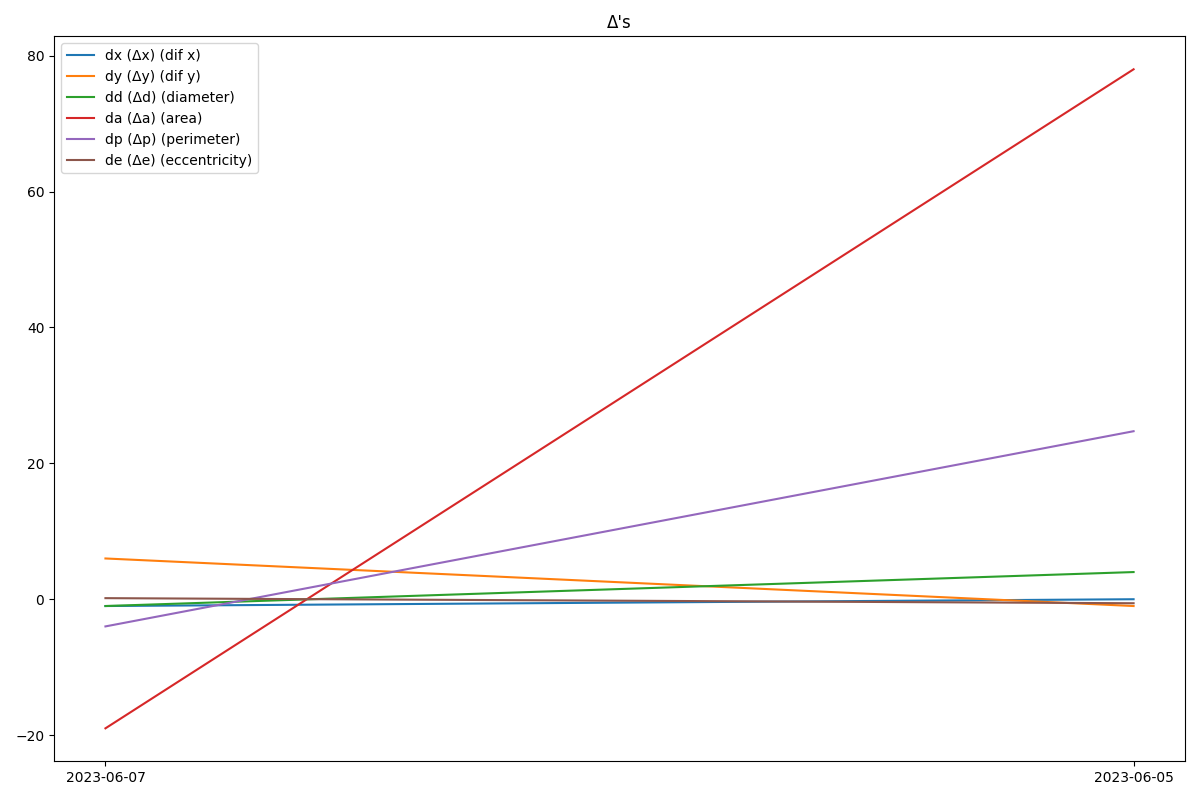 Δ's
dx (Δx) (dif x)
dy (Δy) (dif y)
dd (Δd) (diameter)
da (Δa) (area)
dp (Δp) (perimeter)
de (Δe) (eccentricity)
80
60
40
20
0
−20
2023-06-07 2023-06-05